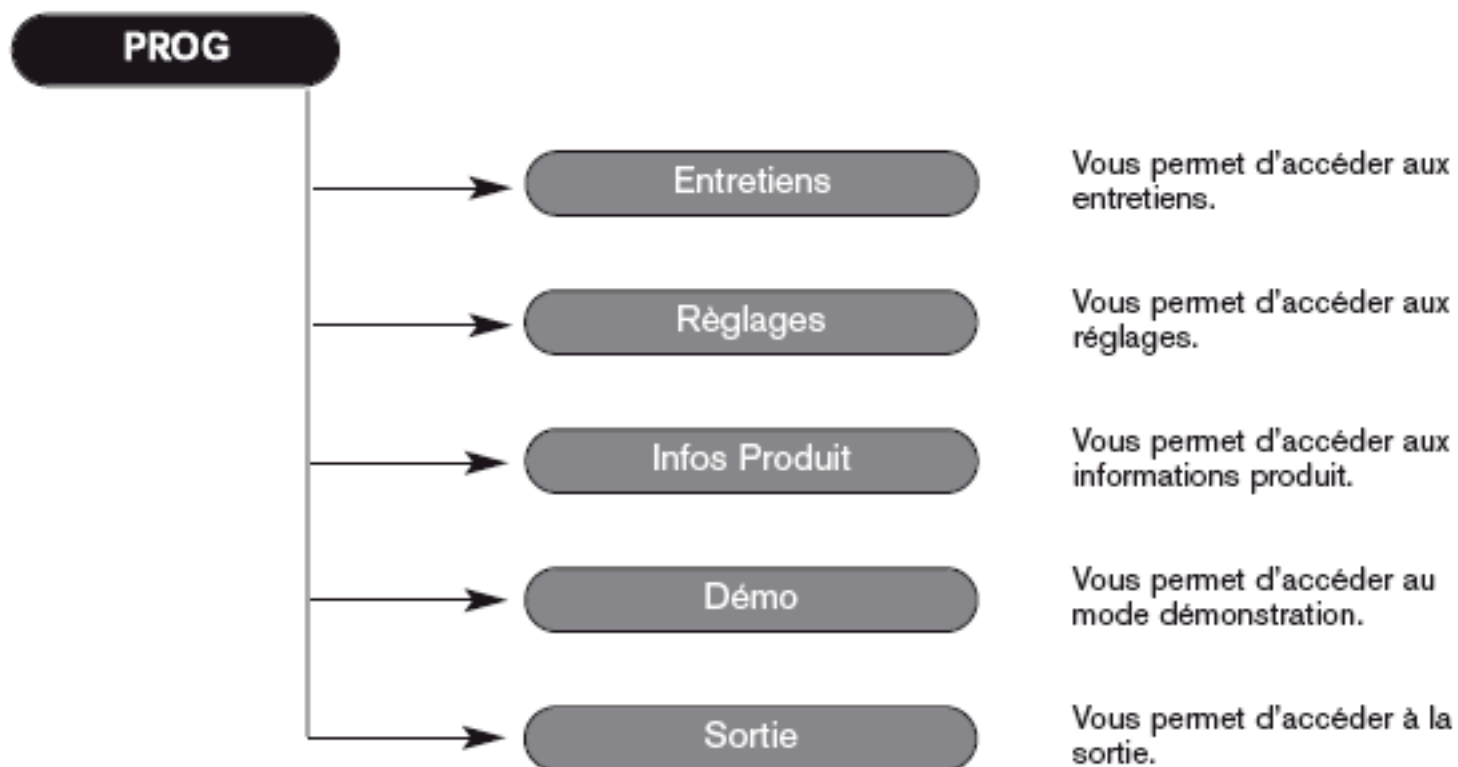 PROG
Entretiens
Vous permet d'accéder aux
entretiens.
Règlages
Vous permet d'accéder aux
réglages.
Infos Produit
Vous permet d'accéder aux
informations produit.
Démo
Vous permet d'accéder au
mode démonstration.
Sortie
Vous permet d'accéder à la
sortie.